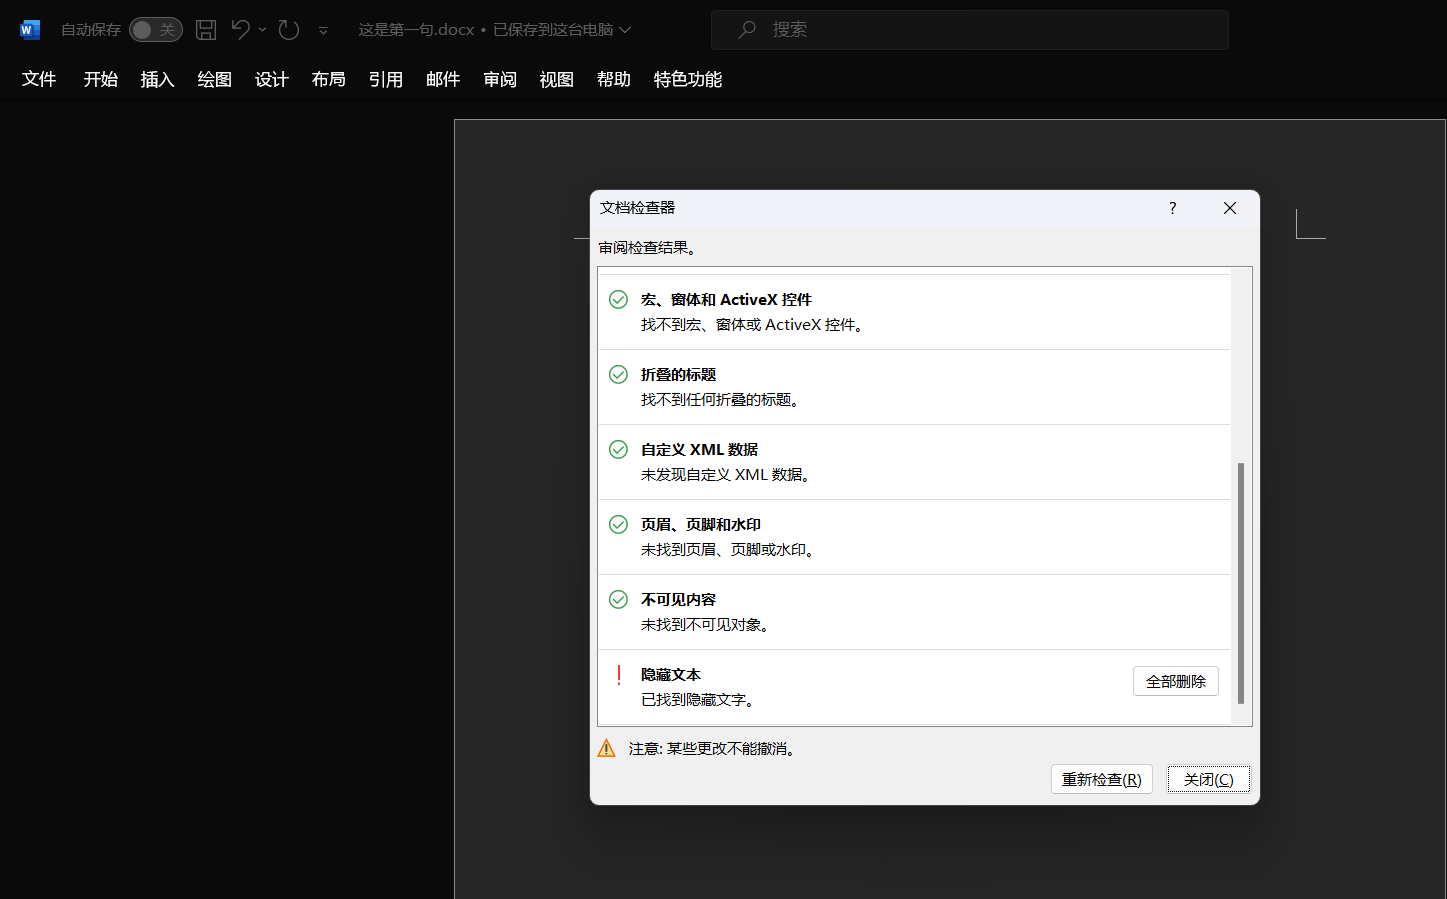 自动保存 关 这是第一句.docx • 已保存到这台电脑 搜索
文件 开始 插入 绘图 设计 布局 引用 邮件 审阅 视图 帮助 特色功能
文档检查器
审阅检查结果。
宏、窗体和 ActiveX 控件
找不到宏、窗体或 ActiveX 控件。
折叠的标题
找不到任何折叠的标题。
自定义 XML 数据
未发现自定义 XML 数据。
页眉、页脚和水印
未找到页眉、页脚或水印。
不可见内容
未找到不可见对象。
隐藏文本
已找到隐藏文字。
全部删除
注意: 某些更改不能撤消。
重新检查(R) 关闭(C)